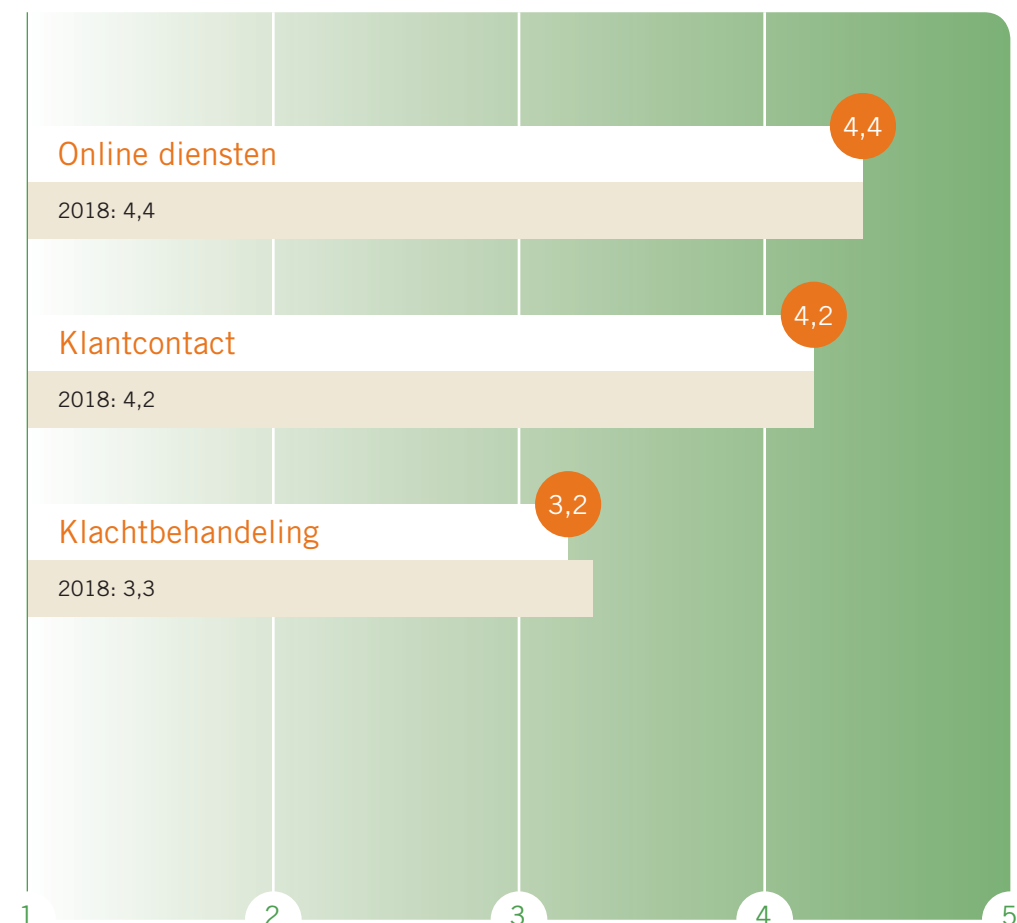 4,4
Online diensten
2018: 4,4
4,2
Klantcontact
2018: 4,2
3,2
Klachtbehandeling
2018: 3,3
1 2 3 4 5